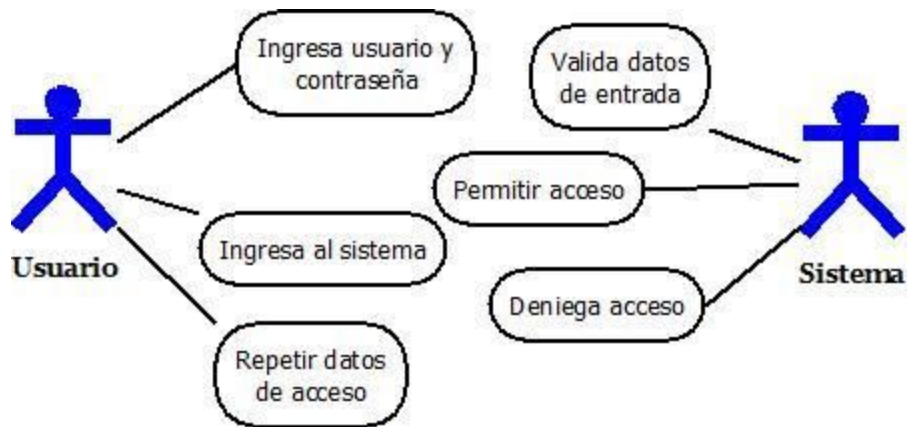 Ingresa usuario y
contraseña
Valida datos
de entrada
Permitir acceso
Ingresa al sistema
Usuario
Sistema
Deniega acceso
Repetir datos
de acceso